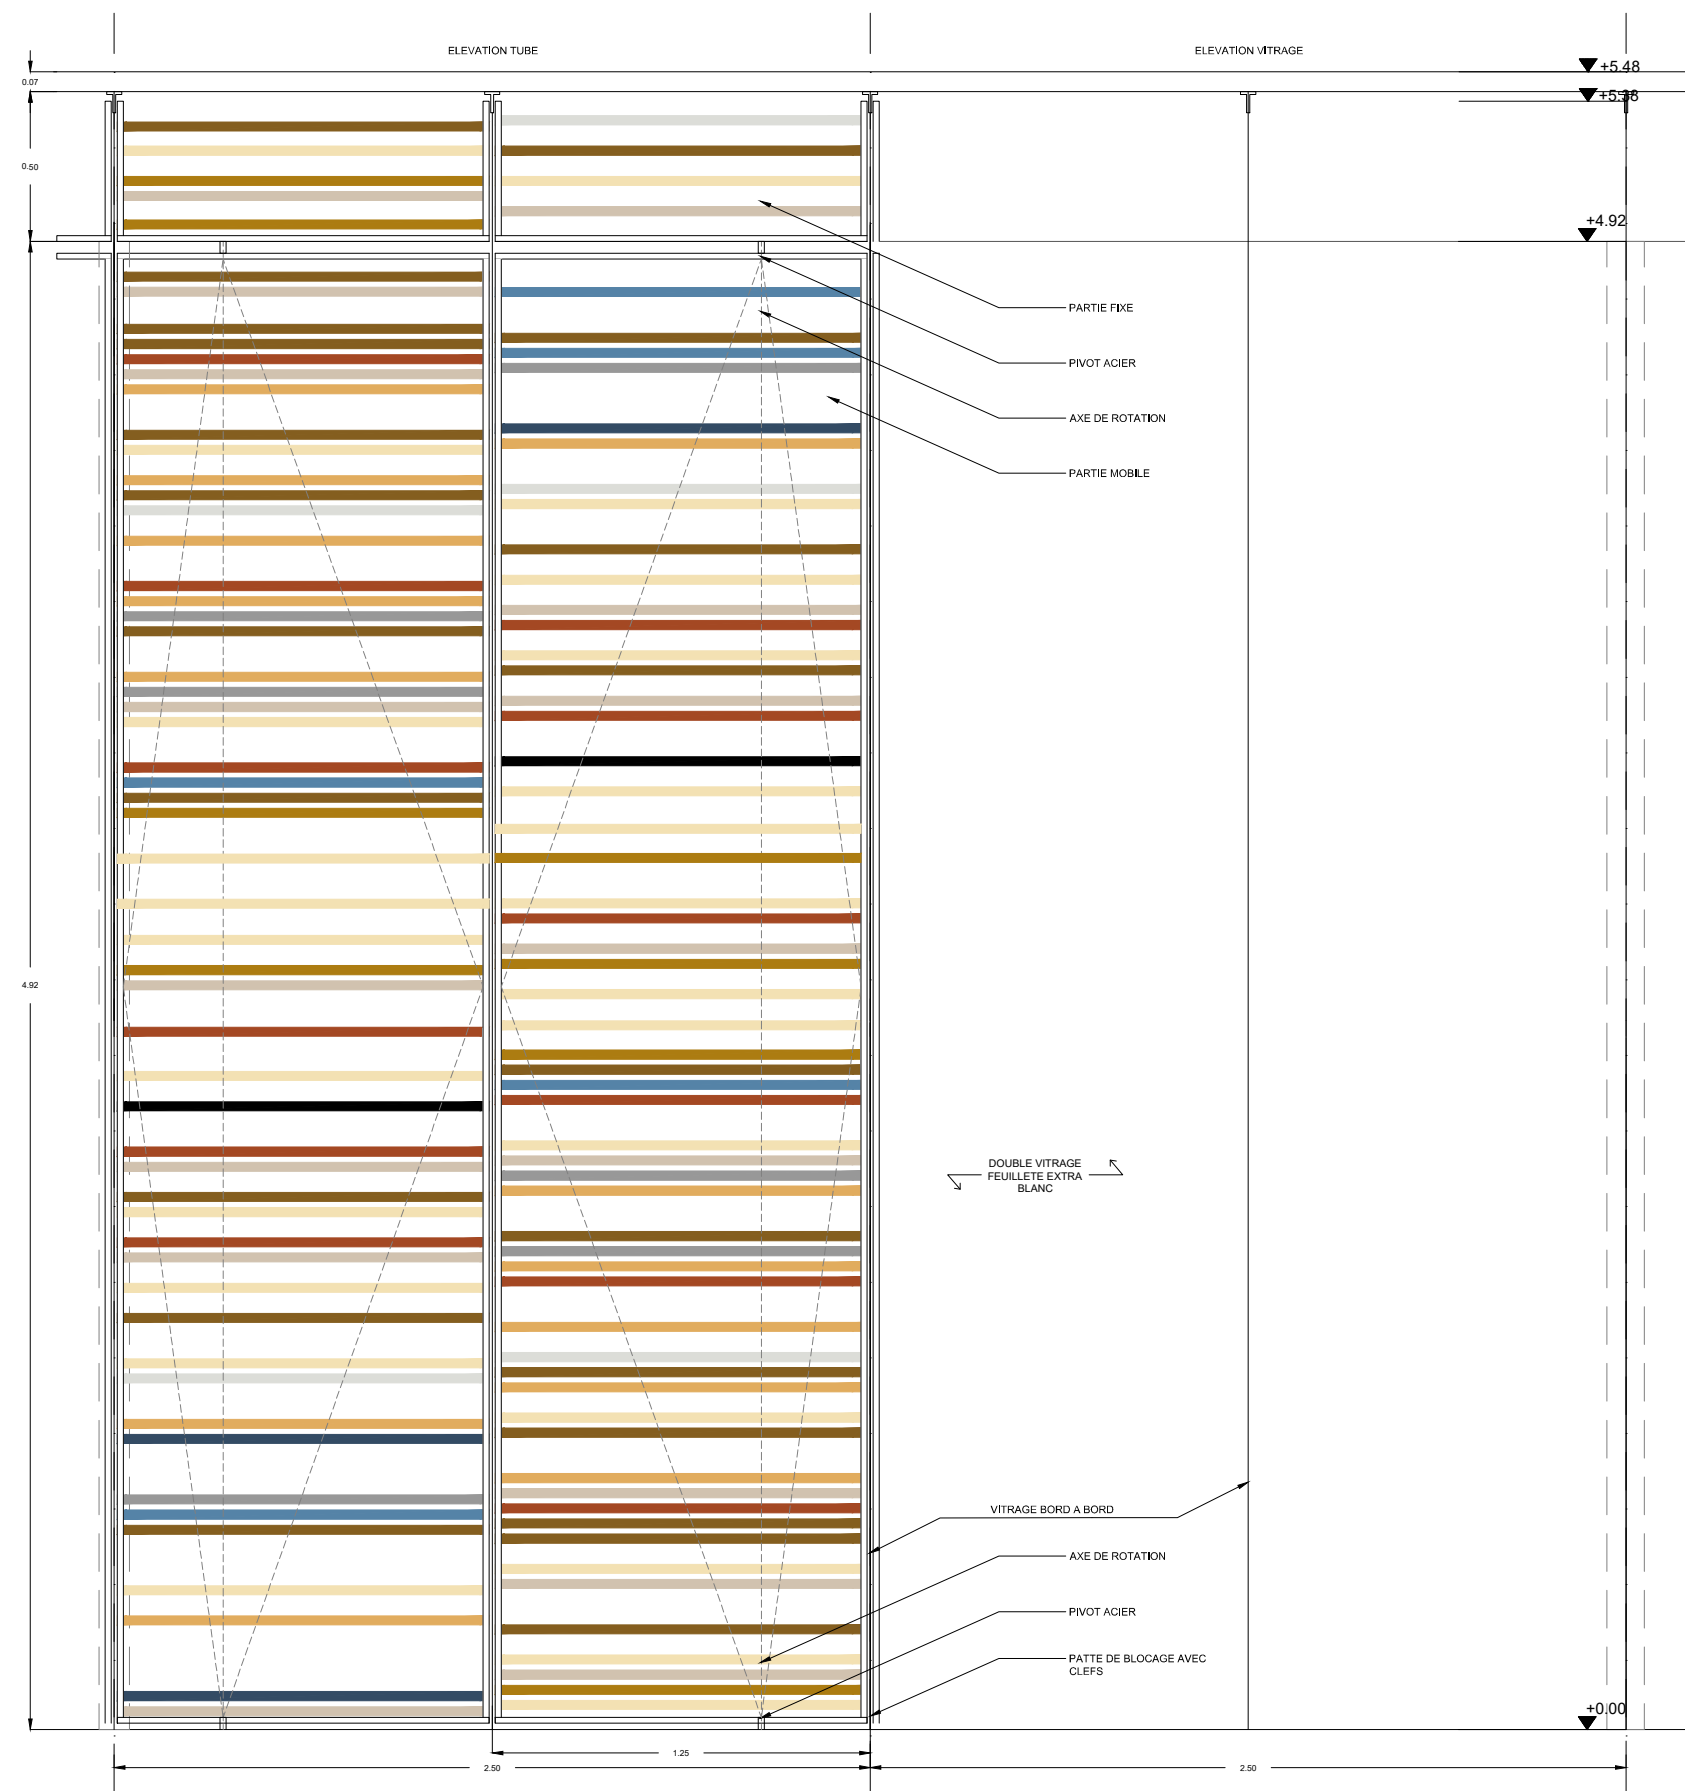 ELEVATION TUBE
ELEVATION VITRAGE
+5.48
0.07
+5.38
0.50
+4.92
PARTIE FIXE
PIVOT ACIER
AXE DE ROTATION
PARTIE MOBILE
4.92
DOUBLE VITRAGE
FEUILLETE EXTRA
BLANC
VITRAGE BORD A BORD
AXE DE ROTATION
PIVOT ACIER
PATTE DE BLOCAGE AVEC
CLEFS
+0.00
1.25
2.50
2.50